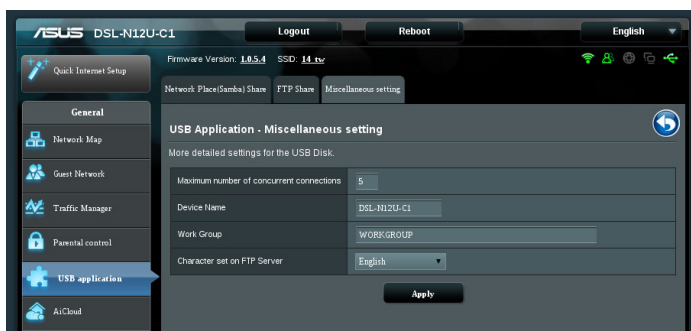 ASUS DSL-N12U-C1 Logout Reboot English
Quick Internet Setup
Firmware Version: 1.0.5.4 SSID: 14_tw
Network Place(Samba) Share FTP Share Miscellaneous setting
General
Network Map
Guest Network
Traffic Manager
Parental control
USB application
AiCloud
USB Application - Miscellaneous setting
More detailed settings for the USB Disk.
Maximum number of concurrent connections 5
Device Name DSL-N12U-C1
Work Group WORKGROUP
Character set on FTP Server English
Apply